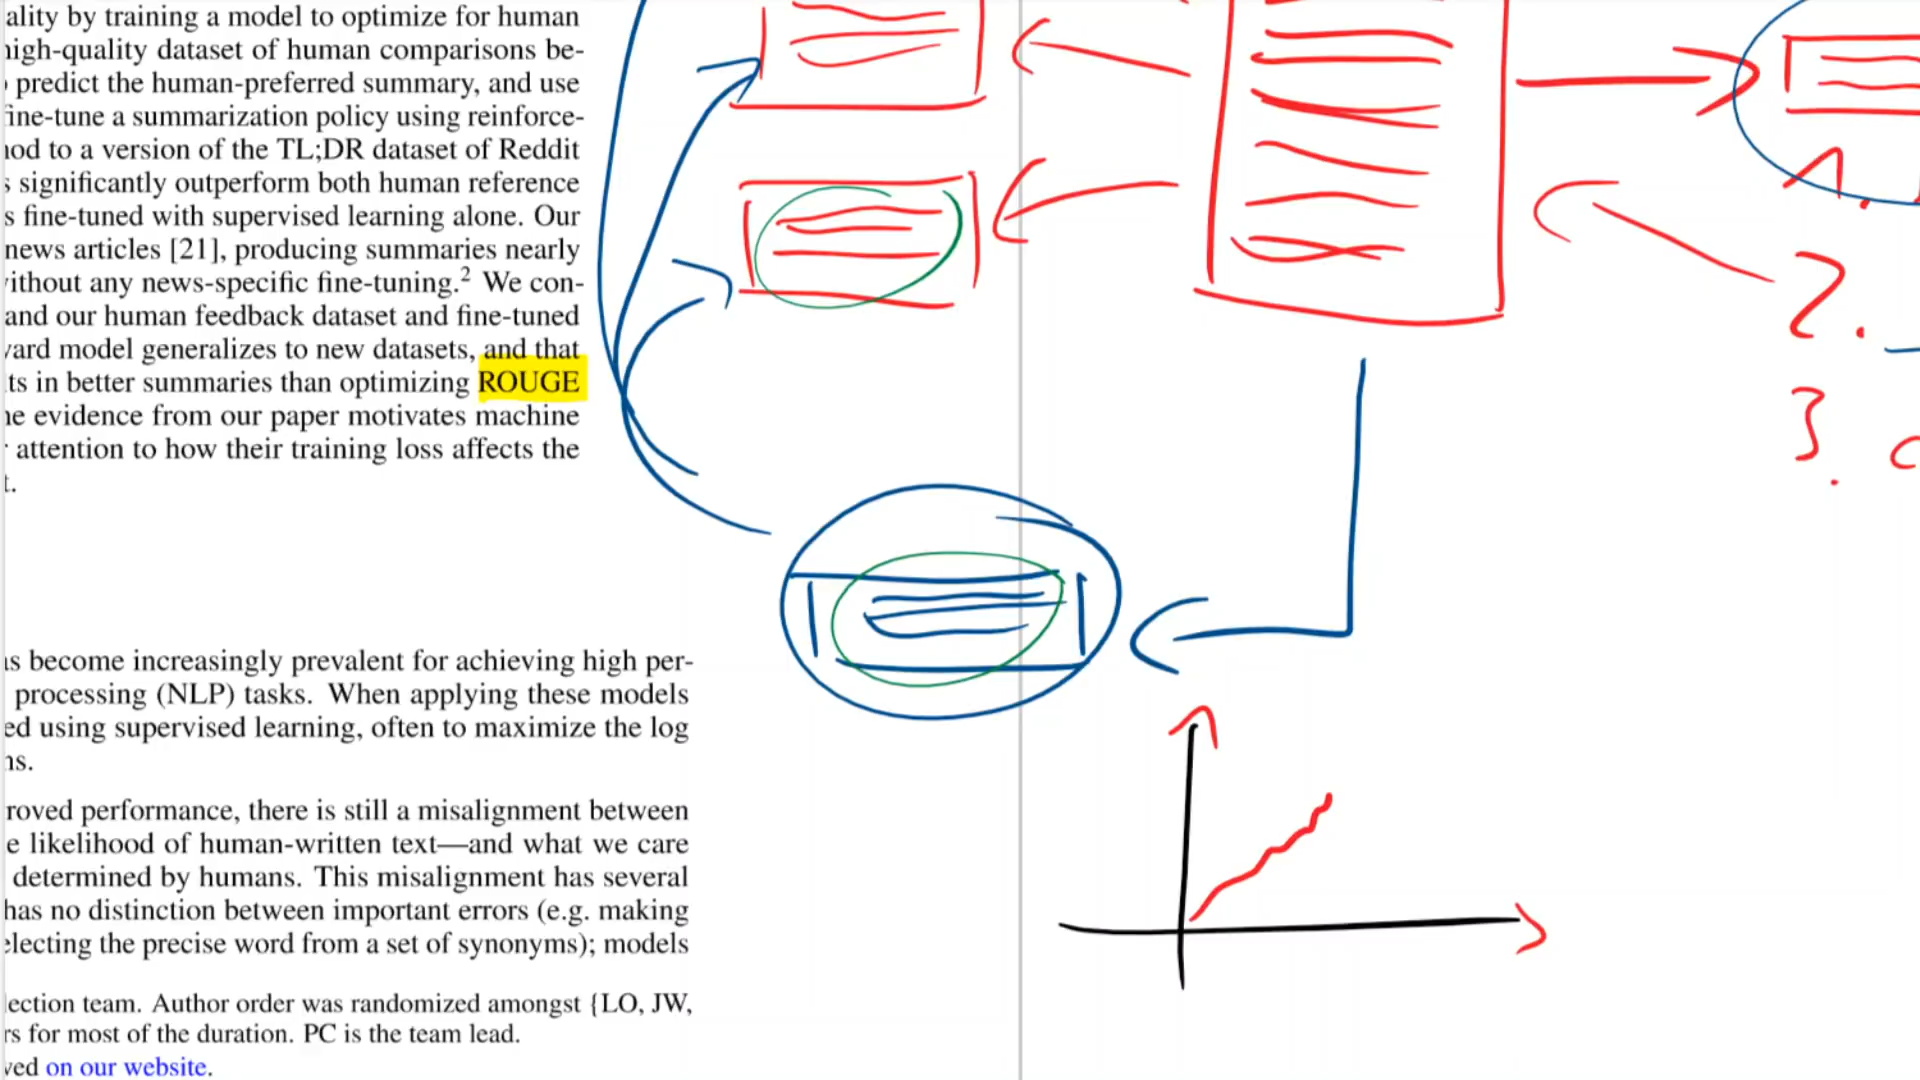 ality by training a model to optimize for human
high-quality dataset of human comparisons be-
predict the human-preferred summary, and use
fine-tune a summarization policy using reinforce-
od to a version of the TL;DR dataset of Reddit
s significantly outperform both human reference
s fine-tuned with supervised learning alone. Our
news articles [21], producing summaries nearly
ithout any news-specific fine-tuning.² We con-
and our human feedback dataset and fine-tuned
ard model generalizes to new datasets, and that
ts in better summaries than optimizing ROUGE
he evidence from our paper motivates machine
attention to how their training loss affects the
t.
1.
2.
3.
as become increasingly prevalent for achieving high per-
processing (NLP) tasks. When applying these models
ed using supervised learning, often to maximize the log
ns.
roved performance, there is still a misalignment between
e likelihood of human-written text—and what we care
determined by humans. This misalignment has several
has no distinction between important errors (e.g. making
electing the precise word from a set of synonyms); models
lection team. Author order was randomized amongst {LO, JW,
rs for most of the duration. PC is the team lead.
ved on our website.